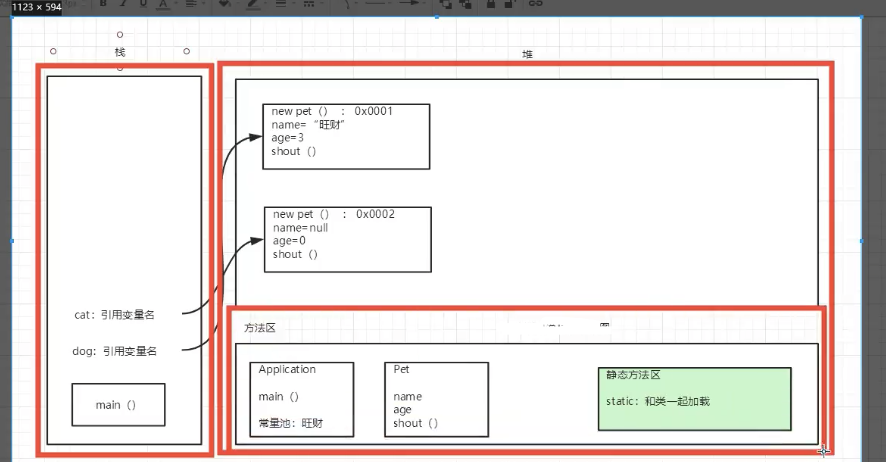 1123 × 594
栈
堆
new pet（） ： 0x0001
name=“旺财”
age=3
shout（）
new pet（） ： 0x0002
name=null
age=0
shout（）
cat：引用变量名
dog：引用变量名
main（）
方法区
Application
main（）
常量池：旺财
Pet
name
age
shout（）
静态方法区
static：和类一起加载